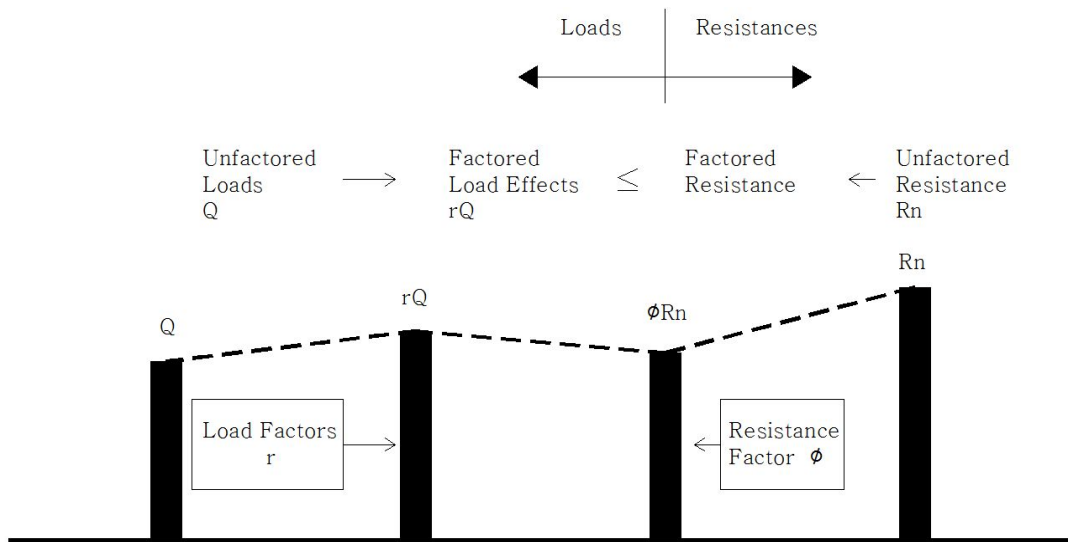 Loads
Resistances
Unfactored
Loads
Q
Factored
Load Effects
rQ
≤
Factored
Resistance
Unfactored
Resistance
Rn
Q
rQ
ϕRn
Rn
Load Factors
r
Resistance
Factor ϕ